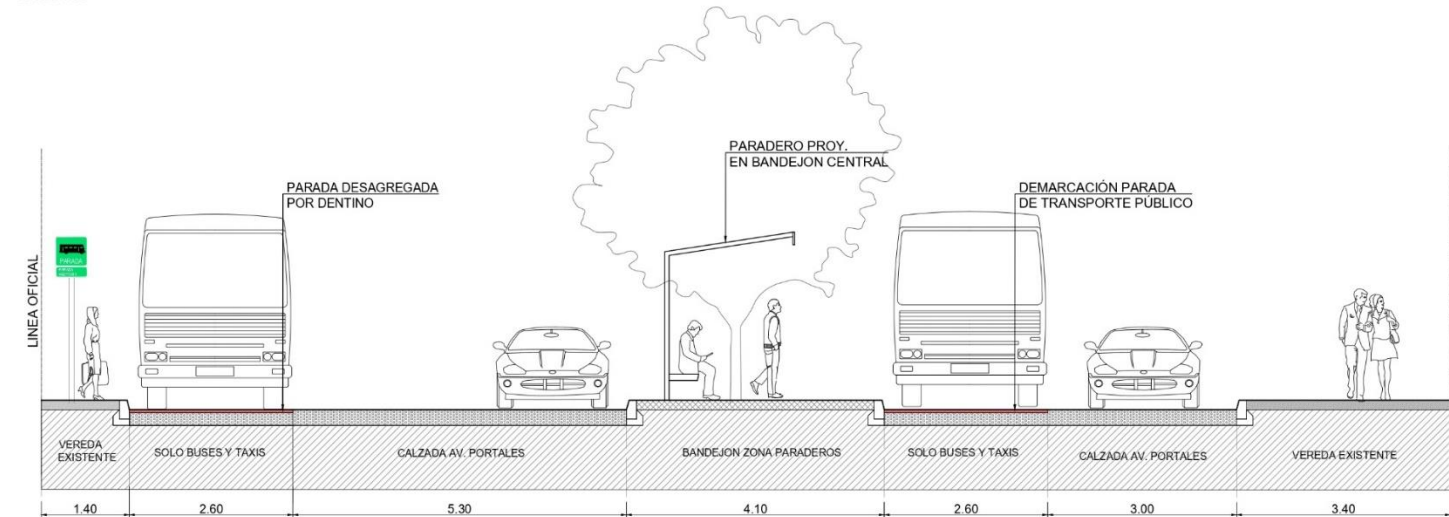 PARADERO PROY.
EN BANDEJON CENTRAL
PARADA DESAGREGADA
POR DENTINO
DEMARCACIÓN PARADA
DE TRANSPORTE PÚBLICO
LINEA OFICIAL
PARADA
VEREDA
EXISTENTE
SOLO BUSES Y TAXIS
CALZADA AV. PORTALES
BANDEJON ZONA PARADEROS
SOLO BUSES Y TAXIS
CALZADA AV. PORTALES
VEREDA EXISTENTE
1.40
2.60
5.30
4.10
2.60
3.00
3.40